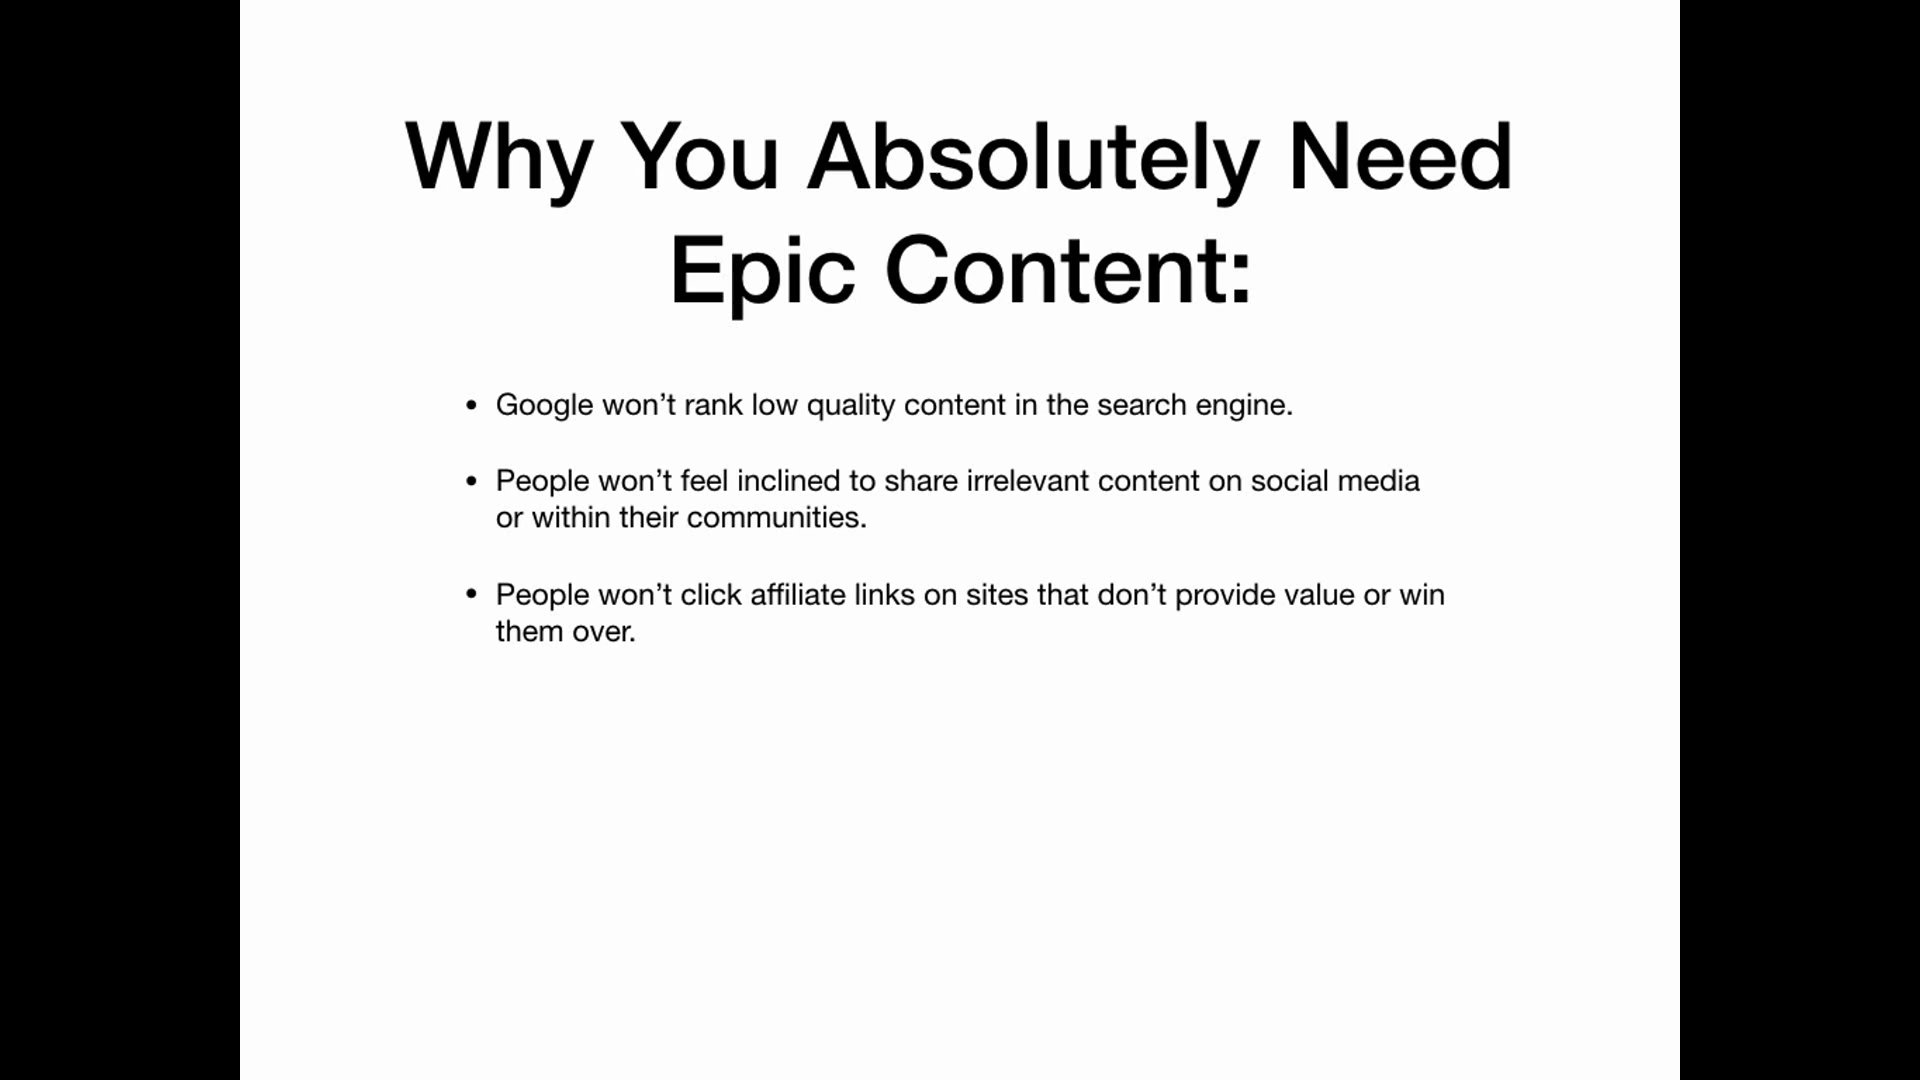 Why You Absolutely Need
Epic Content:
• Google won’t rank low quality content in the search engine.
• People won’t feel inclined to share irrelevant content on social media
or within their communities.
• People won’t click affiliate links on sites that don’t provide value or win
them over.